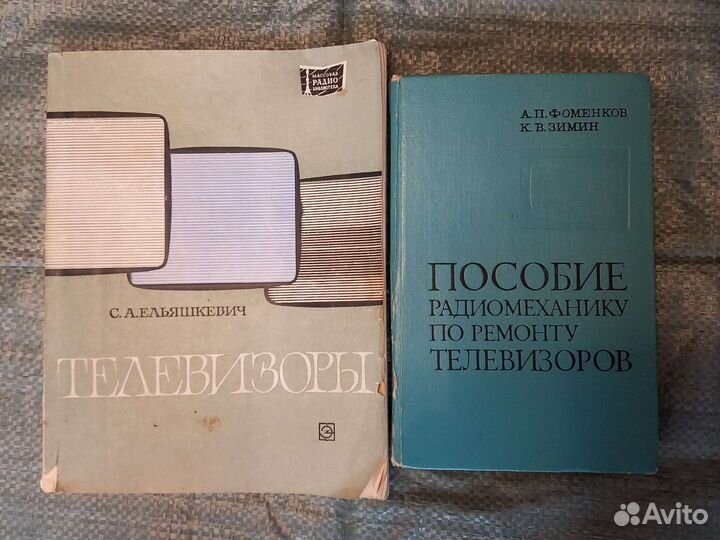 МАССОВАЯ
РАДИО
БИБЛИОТЕКА
С. А. ЕЛЬЯШКЕВИЧ
ТЕЛЕВИЗОРЫ
А. П. ФОМЕНКОВ
К. В. ЗИМИН
ПОСОБИЕ
РАДИОМЕХАНИКУ
ПО РЕМОНТУ
ТЕЛЕВИЗОРОВ
Avito